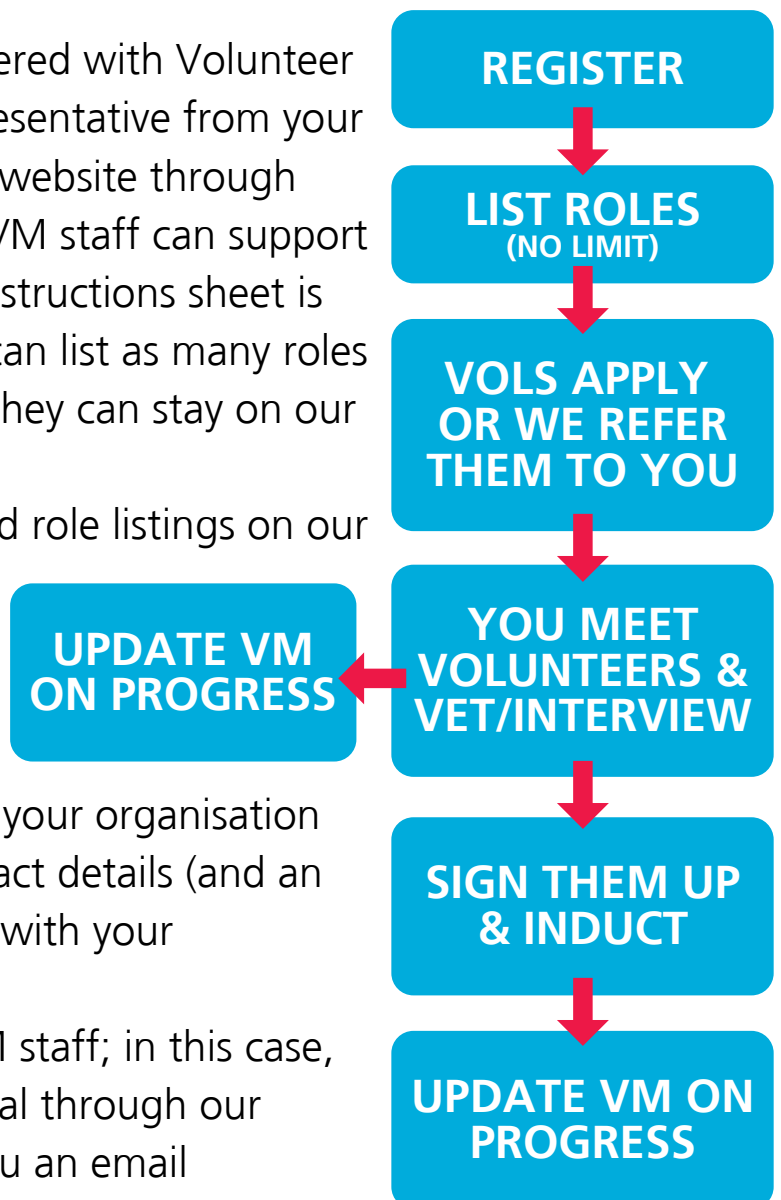 ered with Volunteer
esentative from your
website through
VM staff can support
structions sheet is
can list as many roles
hey can stay on our
d role listings on our
your organisation
act details (and an
with your
M staff; in this case,
al through our
u an email
REGISTER
LIST ROLES
(NO LIMIT)
VOLS APPLY
OR WE REFER
THEM TO YOU
YOU MEET
VOLUNTEERS &
VET/INTERVIEW
UPDATE VM
ON PROGRESS
SIGN THEM UP
& INDUCT
UPDATE VM ON
PROGRESS